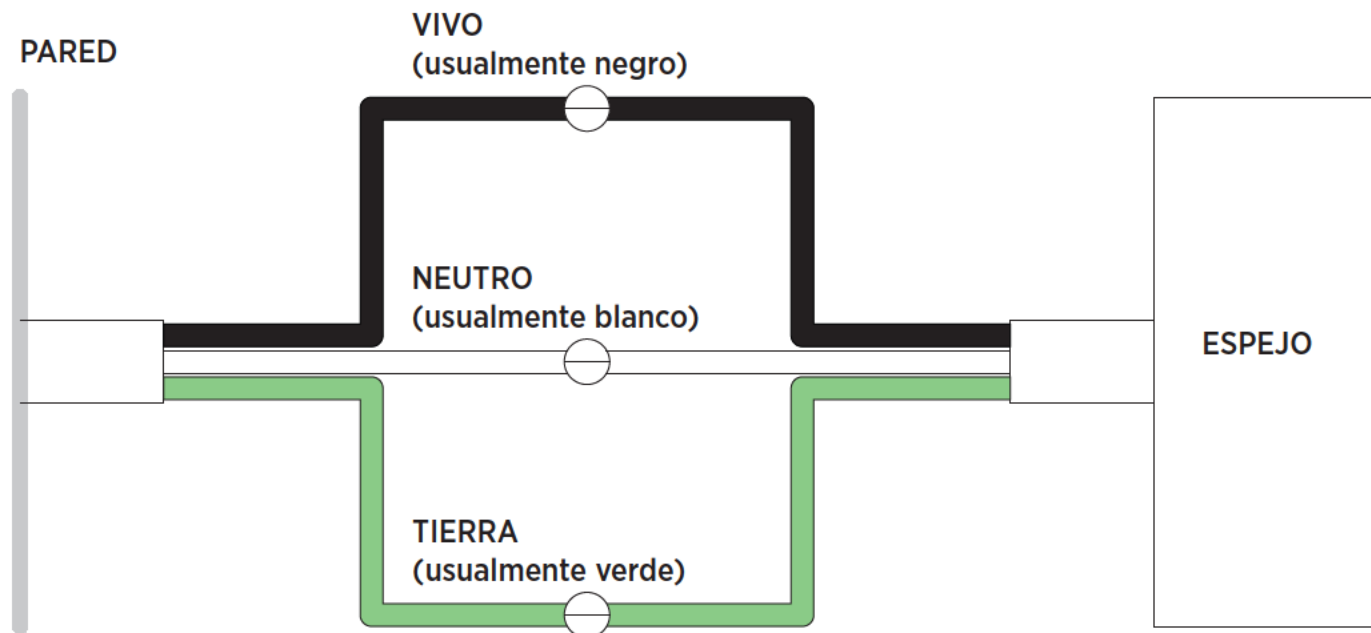 PARED
VIVO
(usualmente negro)
NEUTRO
(usualmente blanco)
ESPEJO
TIERRA
(usualmente verde)